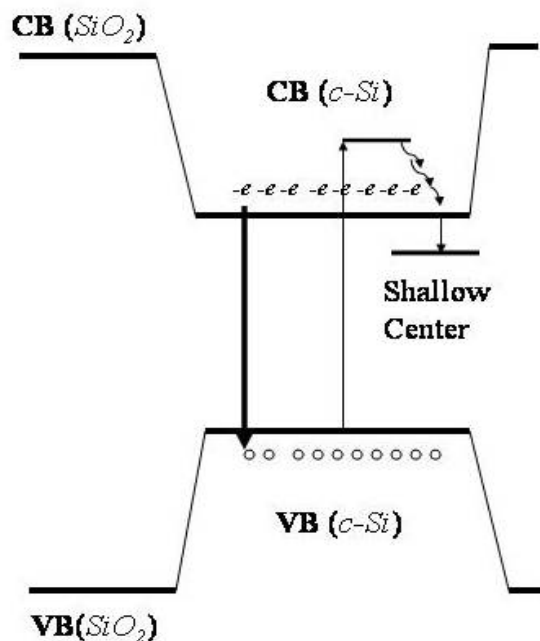 CB (SiO₂)
CB (c-Si)
-e -e -e -e -e -e -e -e
Shallow
Center
VB (c-Si)
VB(SiO₂)